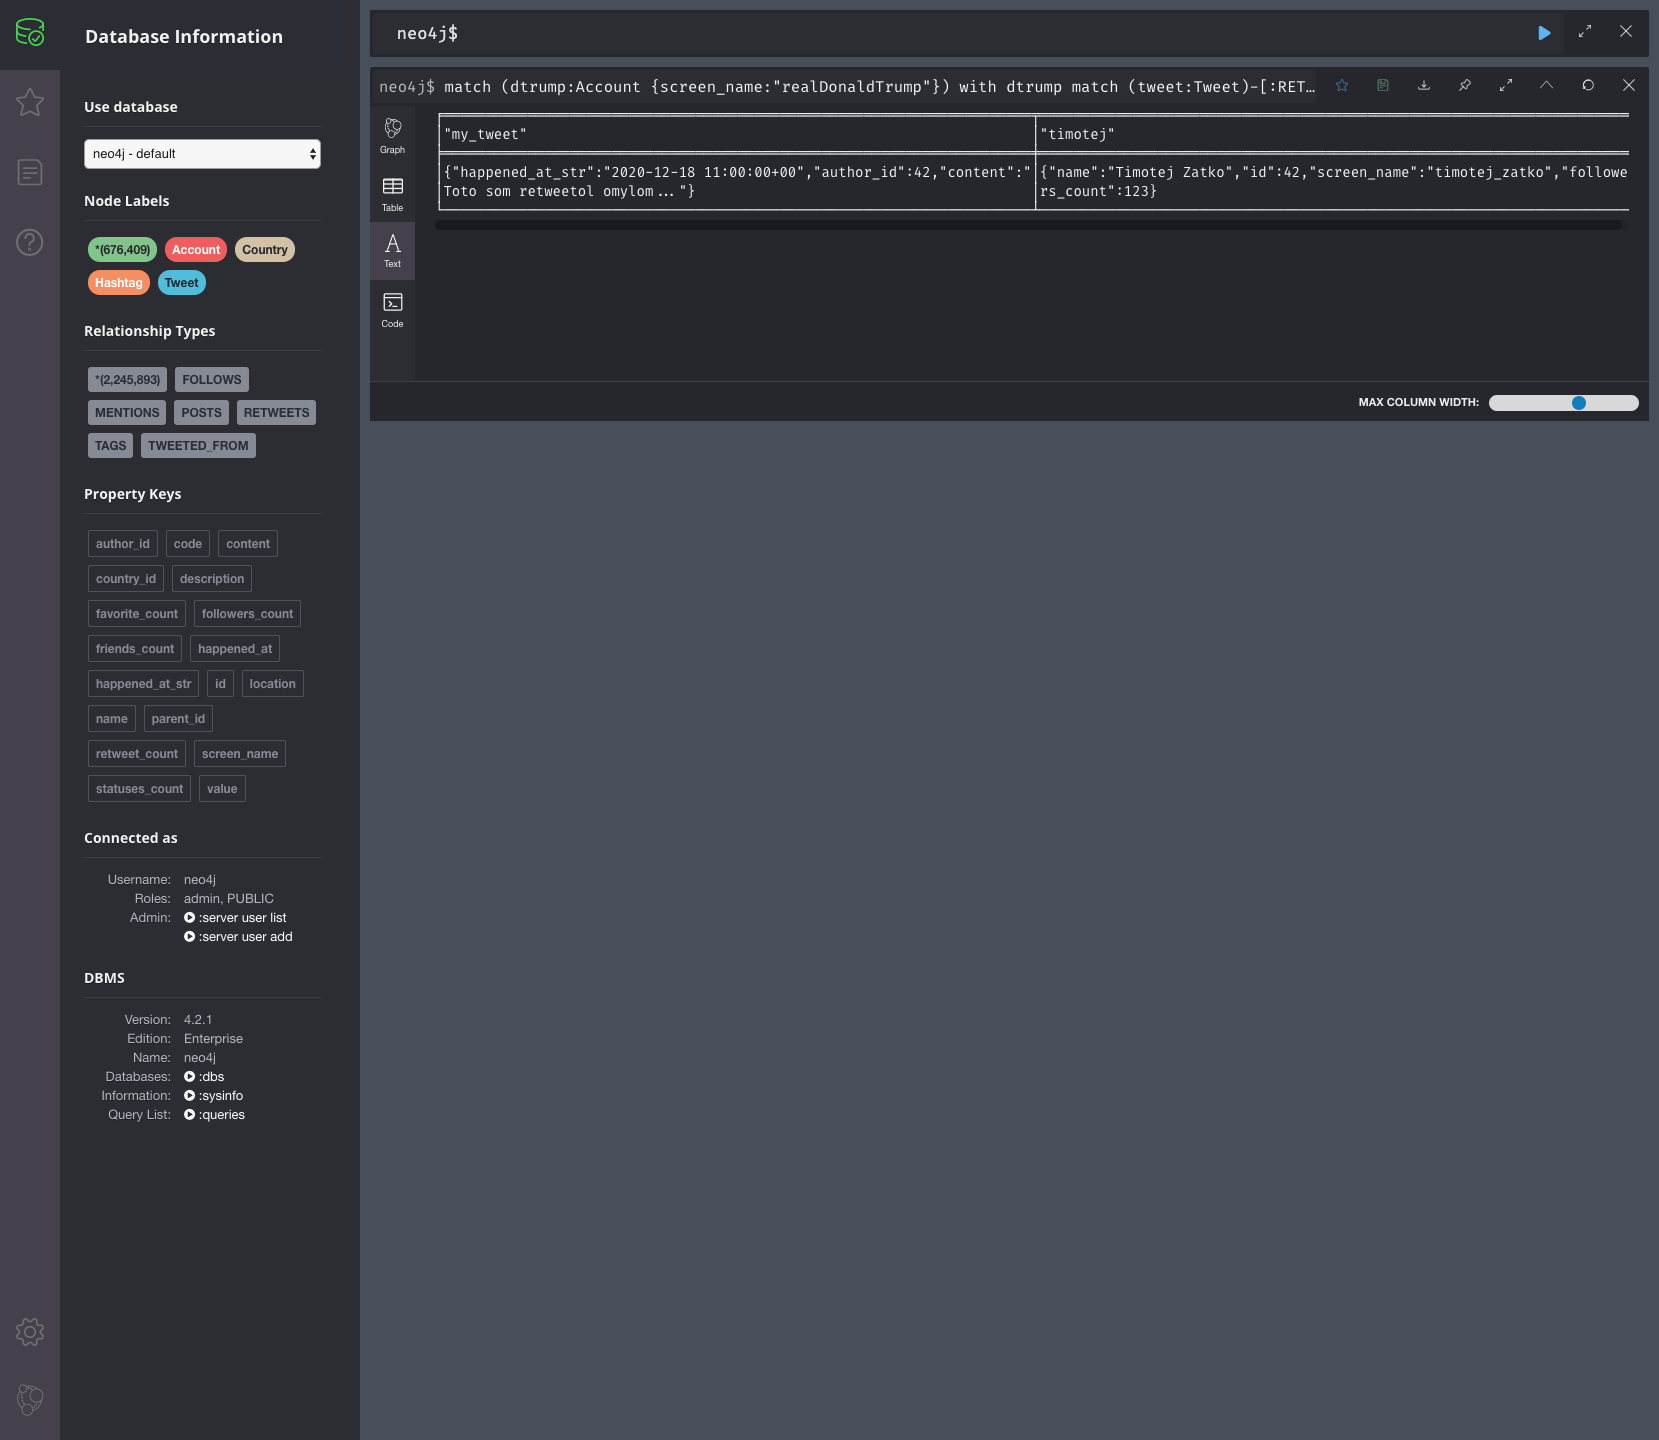 Database Information
Use database
neo4j - default
Node Labels
*(676,409) Account Country
Hashtag Tweet
Relationship Types
*(2,245,893) FOLLOWS
MENTIONS POSTS RETWEETS
TAGS TWEETED_FROM
Property Keys
author_id code content
country_id description
favorite_count followers_count
friends_count happened_at
happened_at_str id location
name parent_id
retweet_count screen_name
statuses_count value
Connected as
Username: neo4j
Roles: admin, PUBLIC
Admin: :server user list
:server user add
DBMS
Version: 4.2.1
Edition: Enterprise
Name: neo4j
Databases: :dbs
Information: :sysinfo
Query List: :queries
neo4j$
neo4j$ match (dtrump:Account {screen_name:"realDonaldTrump"}) with dtrump match (tweet:Tweet)-[:RET...
Graph
Table
A
Text
Code
"my_tweet" "timotej"
{"happened_at_str":"2020-12-18 11:00:00+00","author_id":42,"content":" {"name":"Timotej Zatko","id":42,"screen_name":"timotej_zatko","followe
Toto som retweetol omylom..."} rs_count":123}
MAX COLUMN WIDTH: